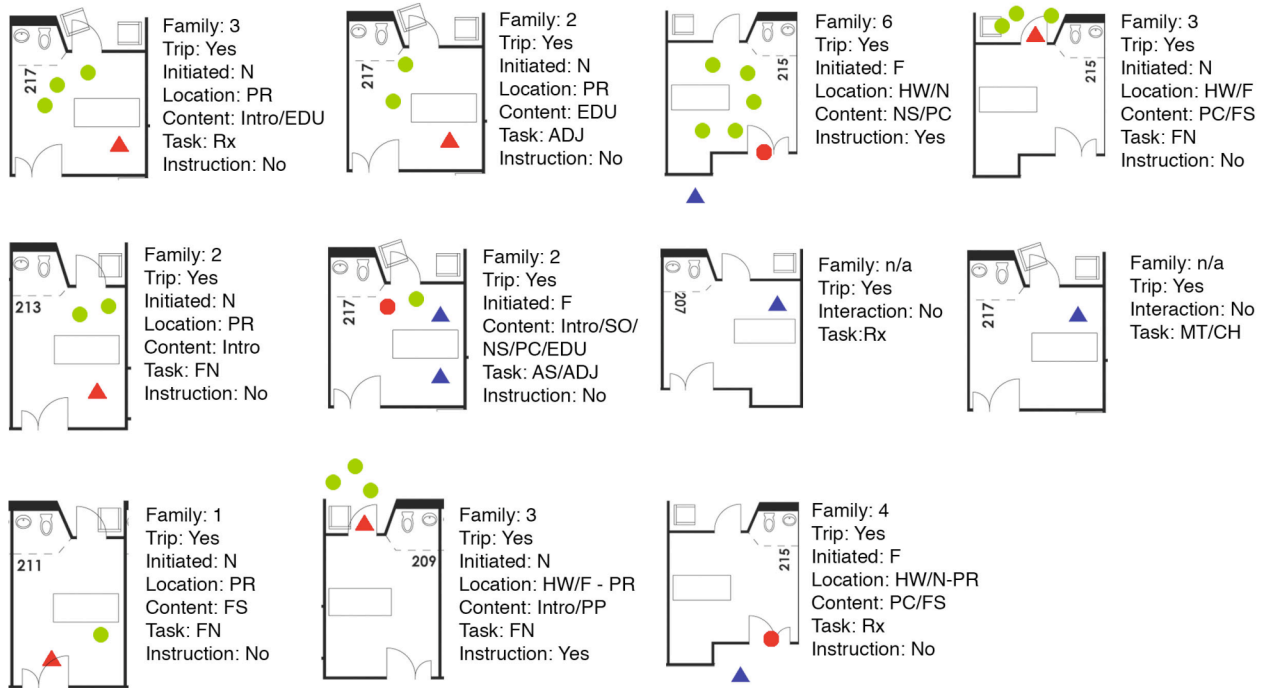 217
Family: 3
Trip: Yes
Initiated: N
Location: PR
Content: Intro/EDU
Task: Rx
Instruction: No
217
Family: 2
Trip: Yes
Initiated: N
Location: PR
Content: EDU
Task: ADJ
Instruction: No
215
Family: 6
Trip: Yes
Initiated: F
Location: HW/N
Content: NS/PC
Instruction: Yes
215
Family: 3
Trip: Yes
Initiated: N
Location: HW/F
Content: PC/FS
Task: FN
Instruction: No
213
Family: 2
Trip: Yes
Initiated: N
Location: PR
Content: Intro
Task: FN
Instruction: No
217
Family: 2
Trip: Yes
Initiated: F
Content: Intro/SO/
NS/PC/EDU
Task: AS/ADJ
Instruction: No
207
Family: n/a
Trip: Yes
Interaction: No
Task:Rx
217
Family: n/a
Trip: Yes
Interaction: No
Task: MT/CH
211
Family: 1
Trip: Yes
Initiated: N
Location: PR
Content: FS
Task: FN
Instruction: No
209
Family: 3
Trip: Yes
Initiated: N
Location: HW/F - PR
Content: Intro/PP
Task: FN
Instruction: Yes
215
Family: 4
Trip: Yes
Initiated: F
Location: HW/N-PR
Content: PC/FS
Task: Rx
Instruction: No